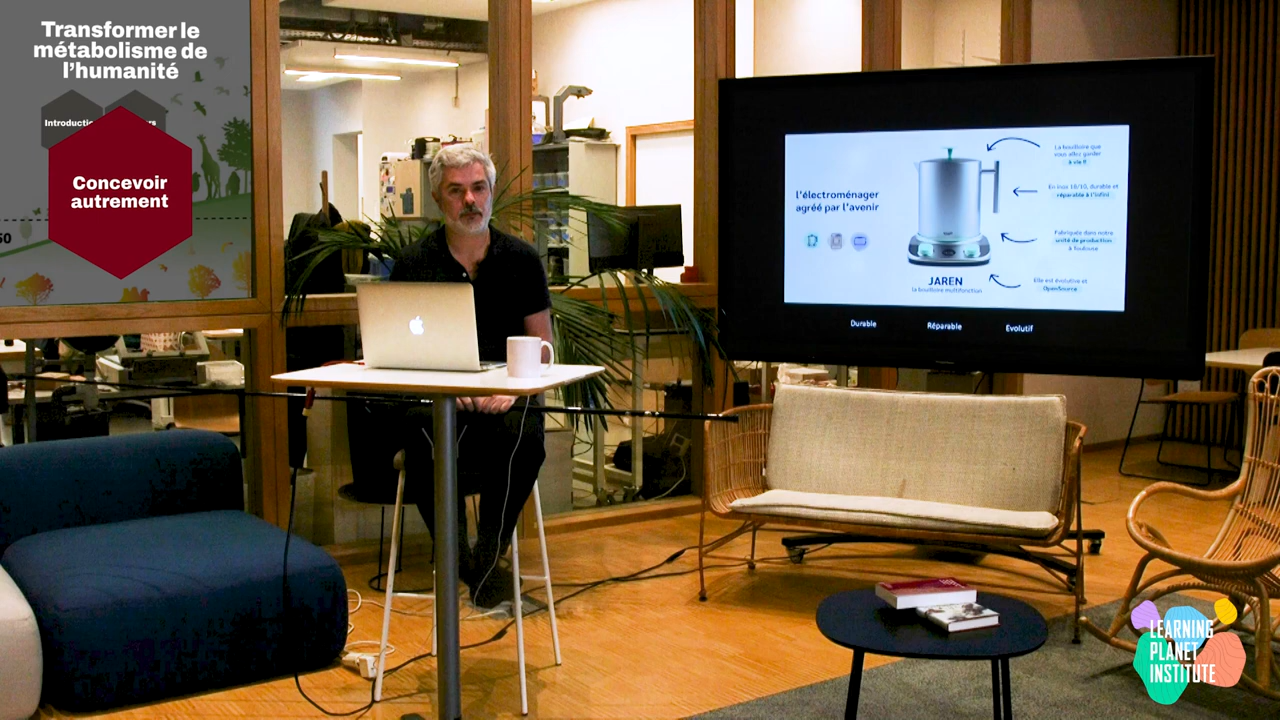 Transformer le
métabolisme de
l'humanité
Concevoir
autrement
50
l'électroménager
agréé par l'avenir
La bouilloire que
vous allez garder
à vie !!
En inox 18/10, durable et
réparable à l'infini
Fabriquée dans notre
unité de production
à Toulouse
Elle est évolutive et
OpenSource
JAREN
La bouilloire multifonction
Durable Réparable Evolutif
LEARNING
PLANET
INSTITUTE